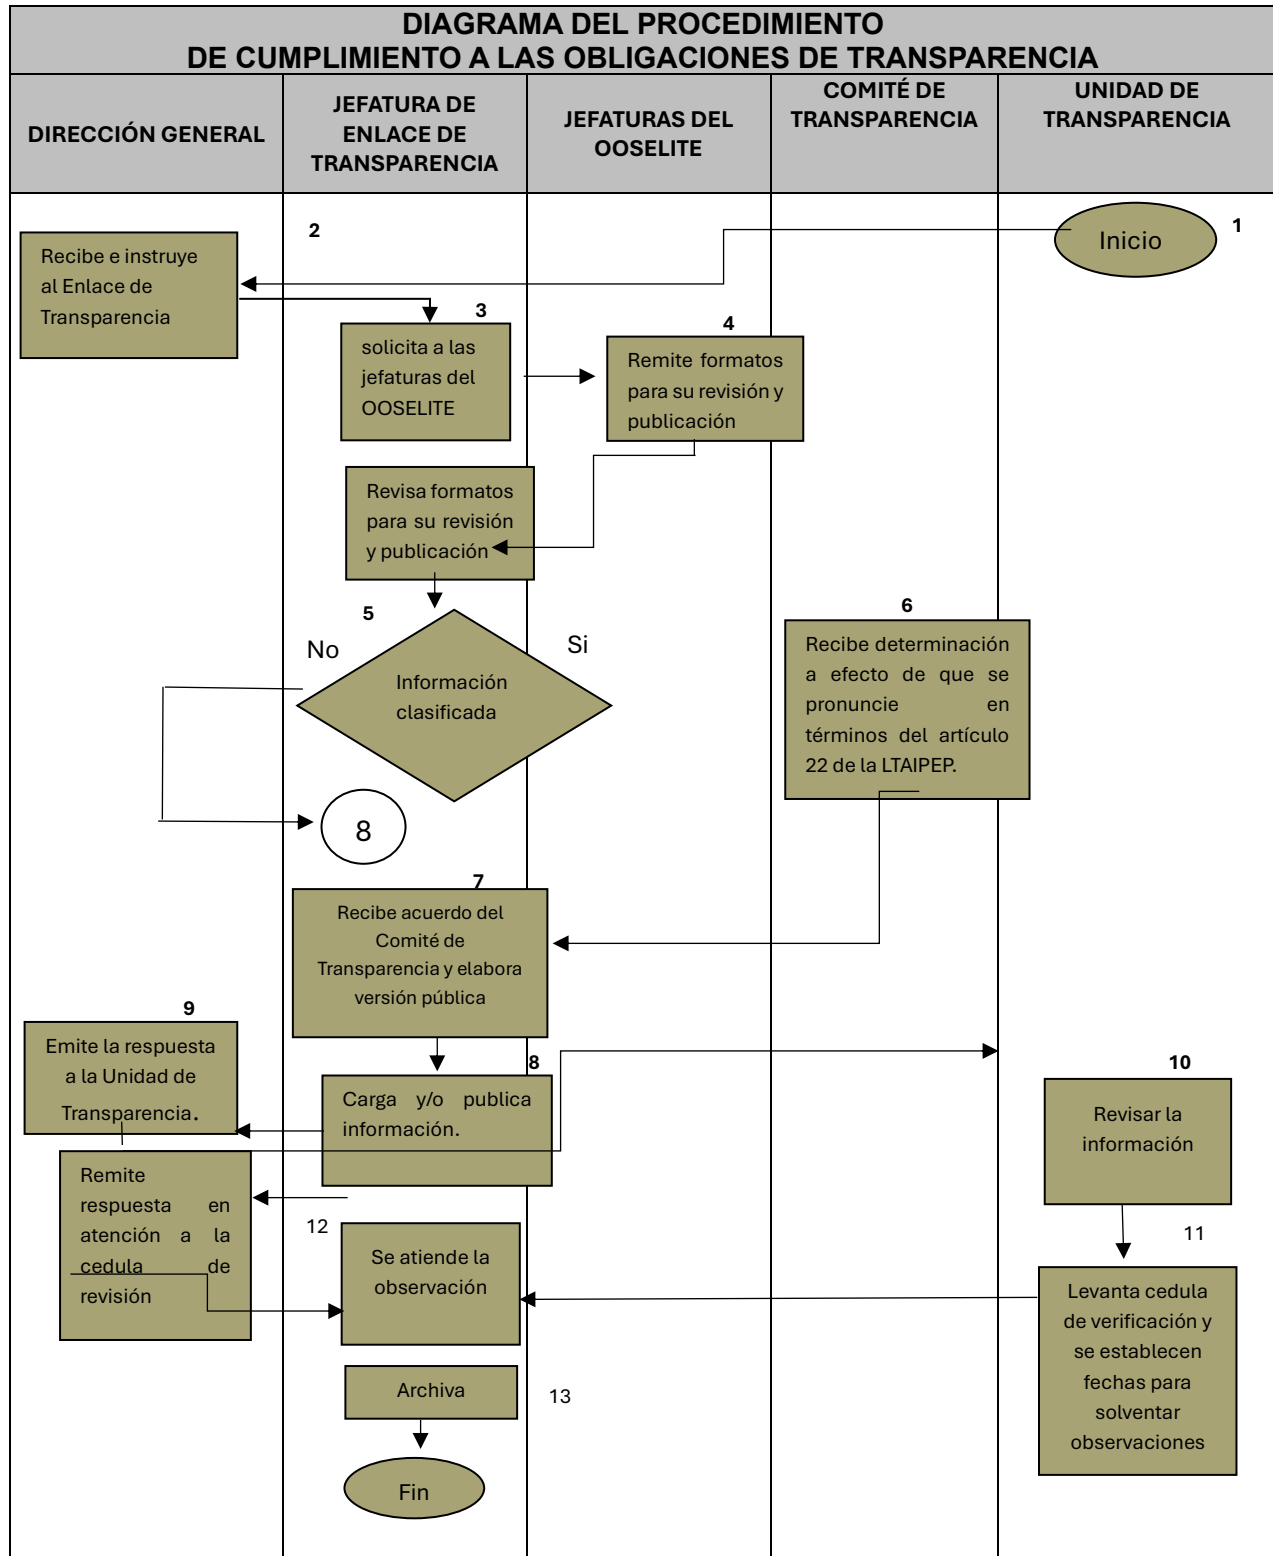 DIAGRAMA DEL PROCEDIMIENTO
DE CUMPLIMIENTO A LAS OBLIGACIONES DE TRANSPARENCIA
DIRECCIÓN GENERAL
JEFATURA DE
ENLACE DE
TRANSPARENCIA
JEFATURAS DEL
OOSELITE
COMITÉ DE
TRANSPARENCIA
UNIDAD DE
TRANSPARENCIA
1
Inicio
2
Recibe e instruye
al Enlace de
Transparencia
3
solicita a las
jefaturas del
OOSELITE
4
Remite formatos
para su revisión y
publicación
Revisa formatos
para su revisión
y publicación
5
No
Si
Información
clasificada
8
6
Recibe determinación
a efecto de que se
pronuncie en
términos del artículo
22 de la LTAIPEP.
7
Recibe acuerdo del
Comité de
Transparencia y elabora
versión pública
8
Carga y/o publica
información.
9
Emite la respuesta
a la Unidad de
Transparencia.
10
Revisar la
información
11
Levanta cedula
de verificación y
se establecen
fechas para
solventar
observaciones
12
Se atiende la
observación
Remite
respuesta en
atención a la
cedula de
revisión
Archiva
13
Fin